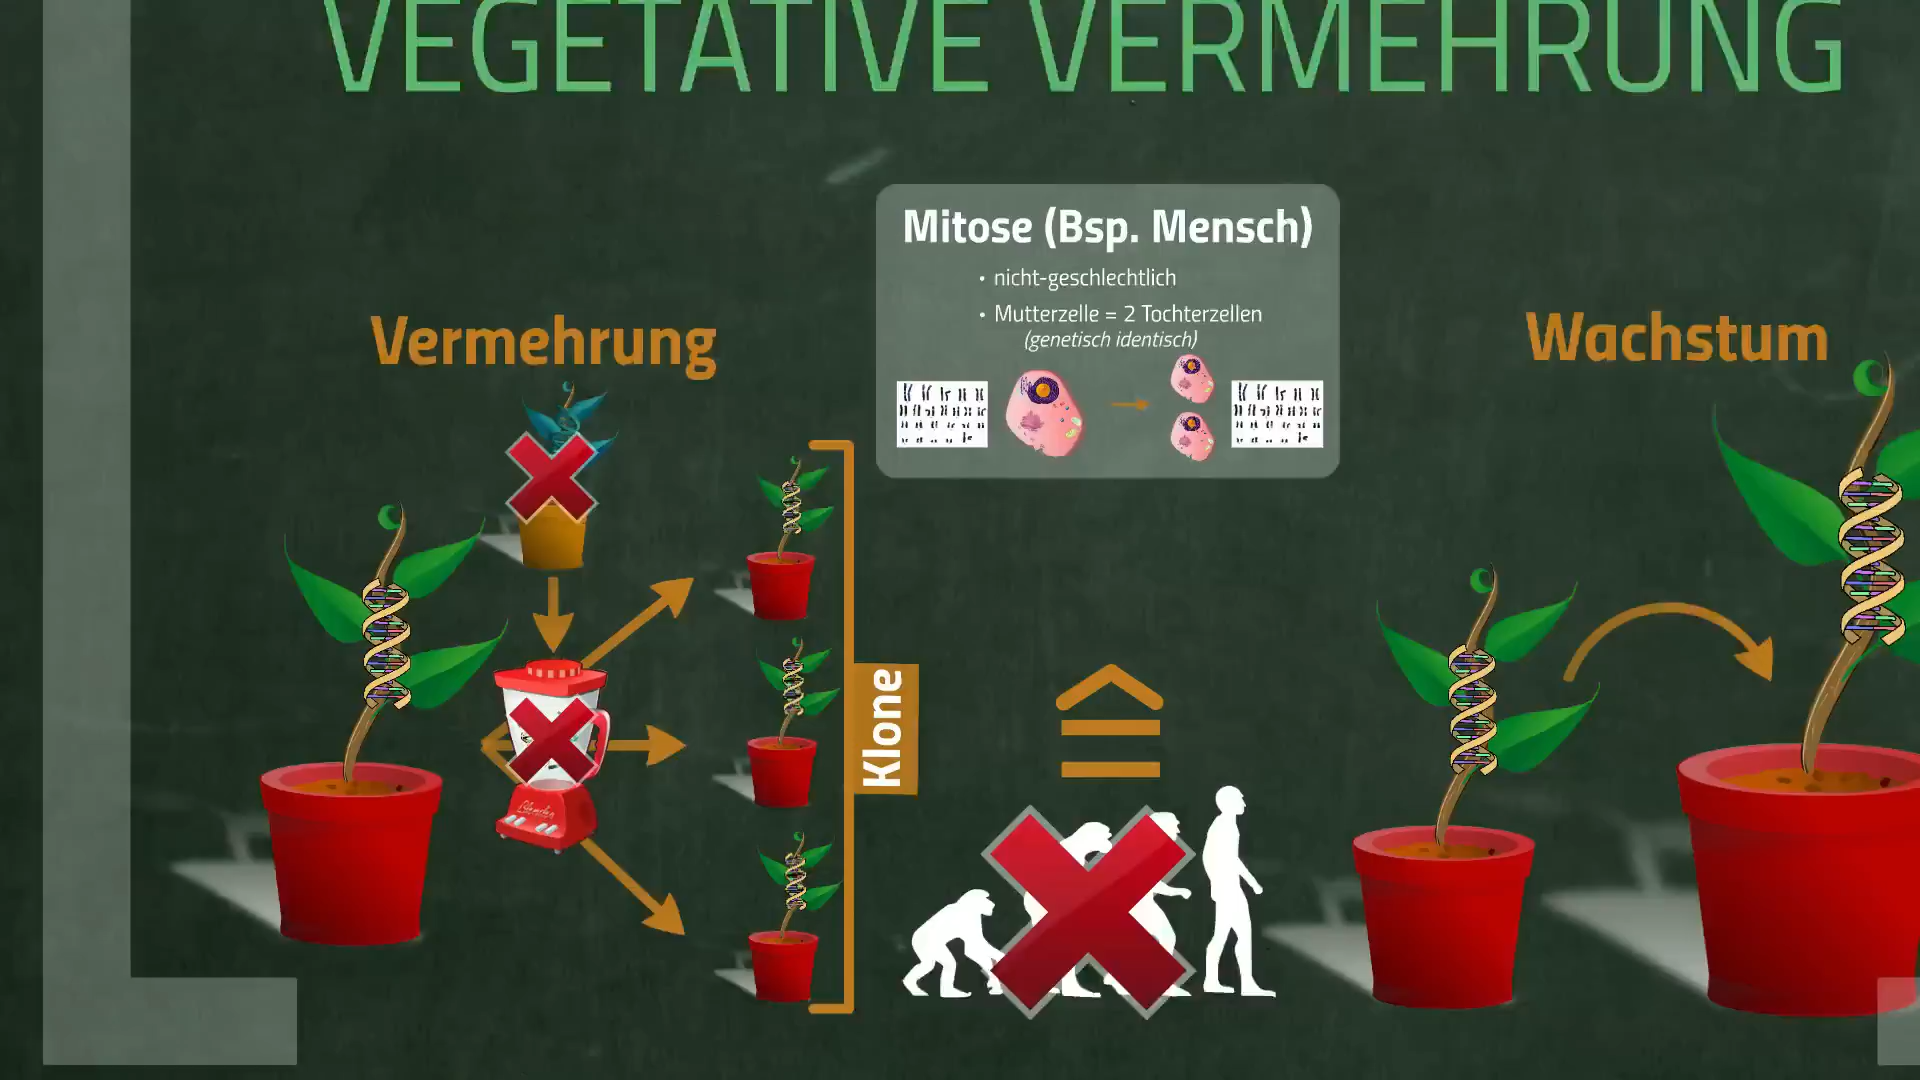 VEGETATIVE VERMEHRUNG
Mitose (Bsp. Mensch)
• nicht-geschlechtlich
• Mutterzelle = 2 Tochterzellen
(genetisch identisch)
Vermehrung
Wachstum
Klone